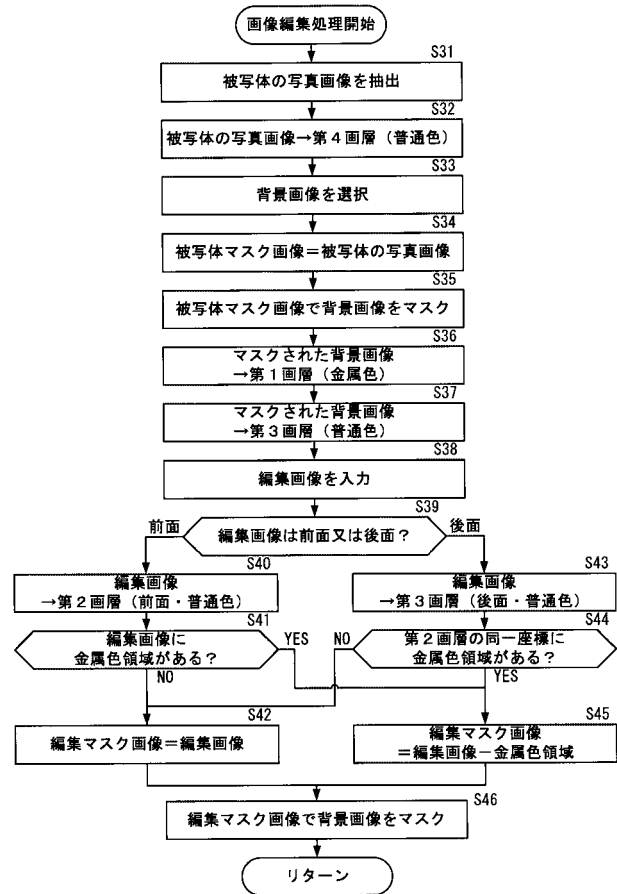 画像編集処理開始
S31
被写体の写真画像を抽出
S32
被写体の写真画像→第4画層(普通色)
S33
背景画像を選択
S34
被写体マスク画像=被写体の写真画像
S35
被写体マスク画像で背景画像をマスク
S36
マスクされた背景画像
→第1画層(金属色)
S37
マスクされた背景画像
→第3画層(普通色)
S38
編集画像を入力
S39
編集画像は前面又は後面?
前面
後面
S40
編集画像
→第2画層(前面・普通色)
S43
編集画像
→第3画層(後面・普通色)
S41
編集画像に
金属色領域がある?
YES
NO
S44
第2画層の同一座標に
金属色領域がある?
NO
YES
S42
編集マスク画像=編集画像
S45
編集マスク画像
=編集画像-金属色領域
S46
編集マスク画像で背景画像をマスク
リターン